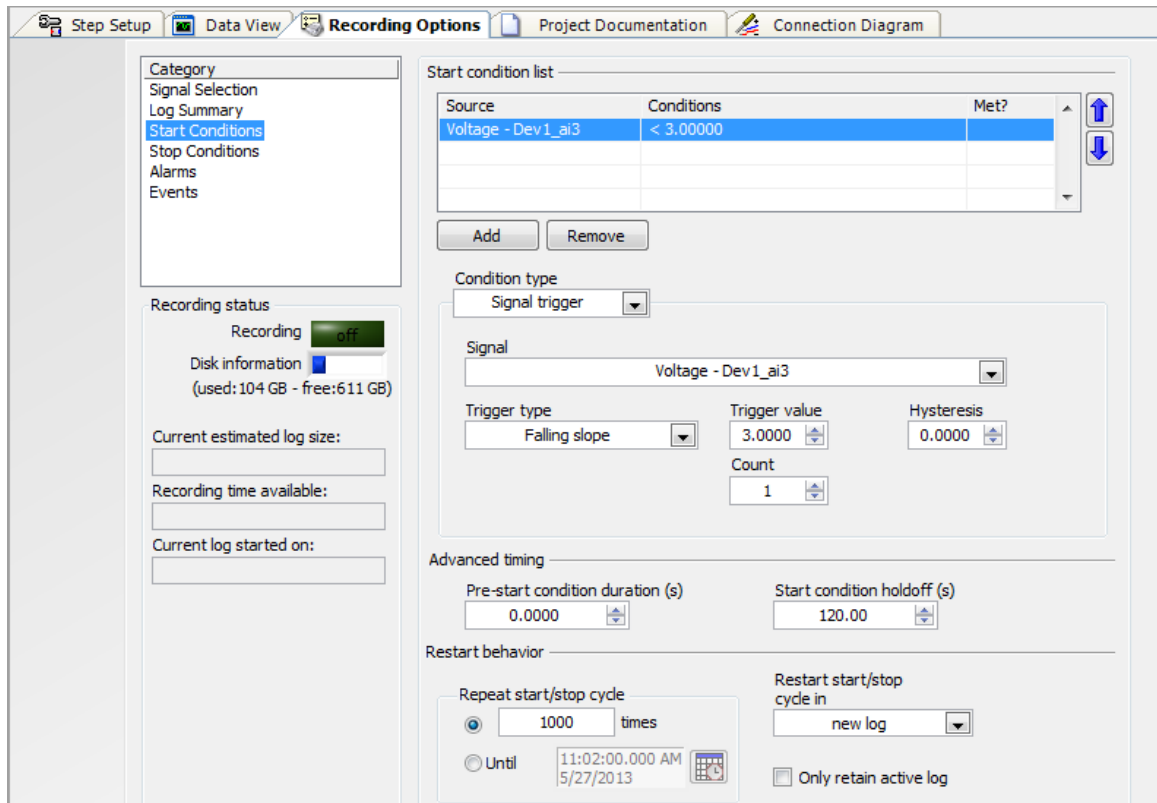 Step Setup Data View Recording Options Project Documentation Connection Diagram
Category
Signal Selection
Log Summary
Start Conditions
Stop Conditions
Alarms
Events
Recording status
Recording off
Disk information
(used:104 GB - free:611 GB)
Current estimated log size:
Recording time available:
Current log started on:
Start condition list
Source Conditions Met?
Voltage - Dev1_ai3 < 3.00000
Add Remove
Condition type
Signal trigger
Signal
Voltage - Dev1_ai3
Trigger type Trigger value Hysteresis
Falling slope 3.0000 0.0000
Count
1
Advanced timing
Pre-start condition duration (s) Start condition holdoff (s)
0.0000 120.00
Restart behavior
Repeat start/stop cycle
1000 times
Until 11:02:00.000 AM
5/27/2013
Restart start/stop
cycle in
new log
Only retain active log